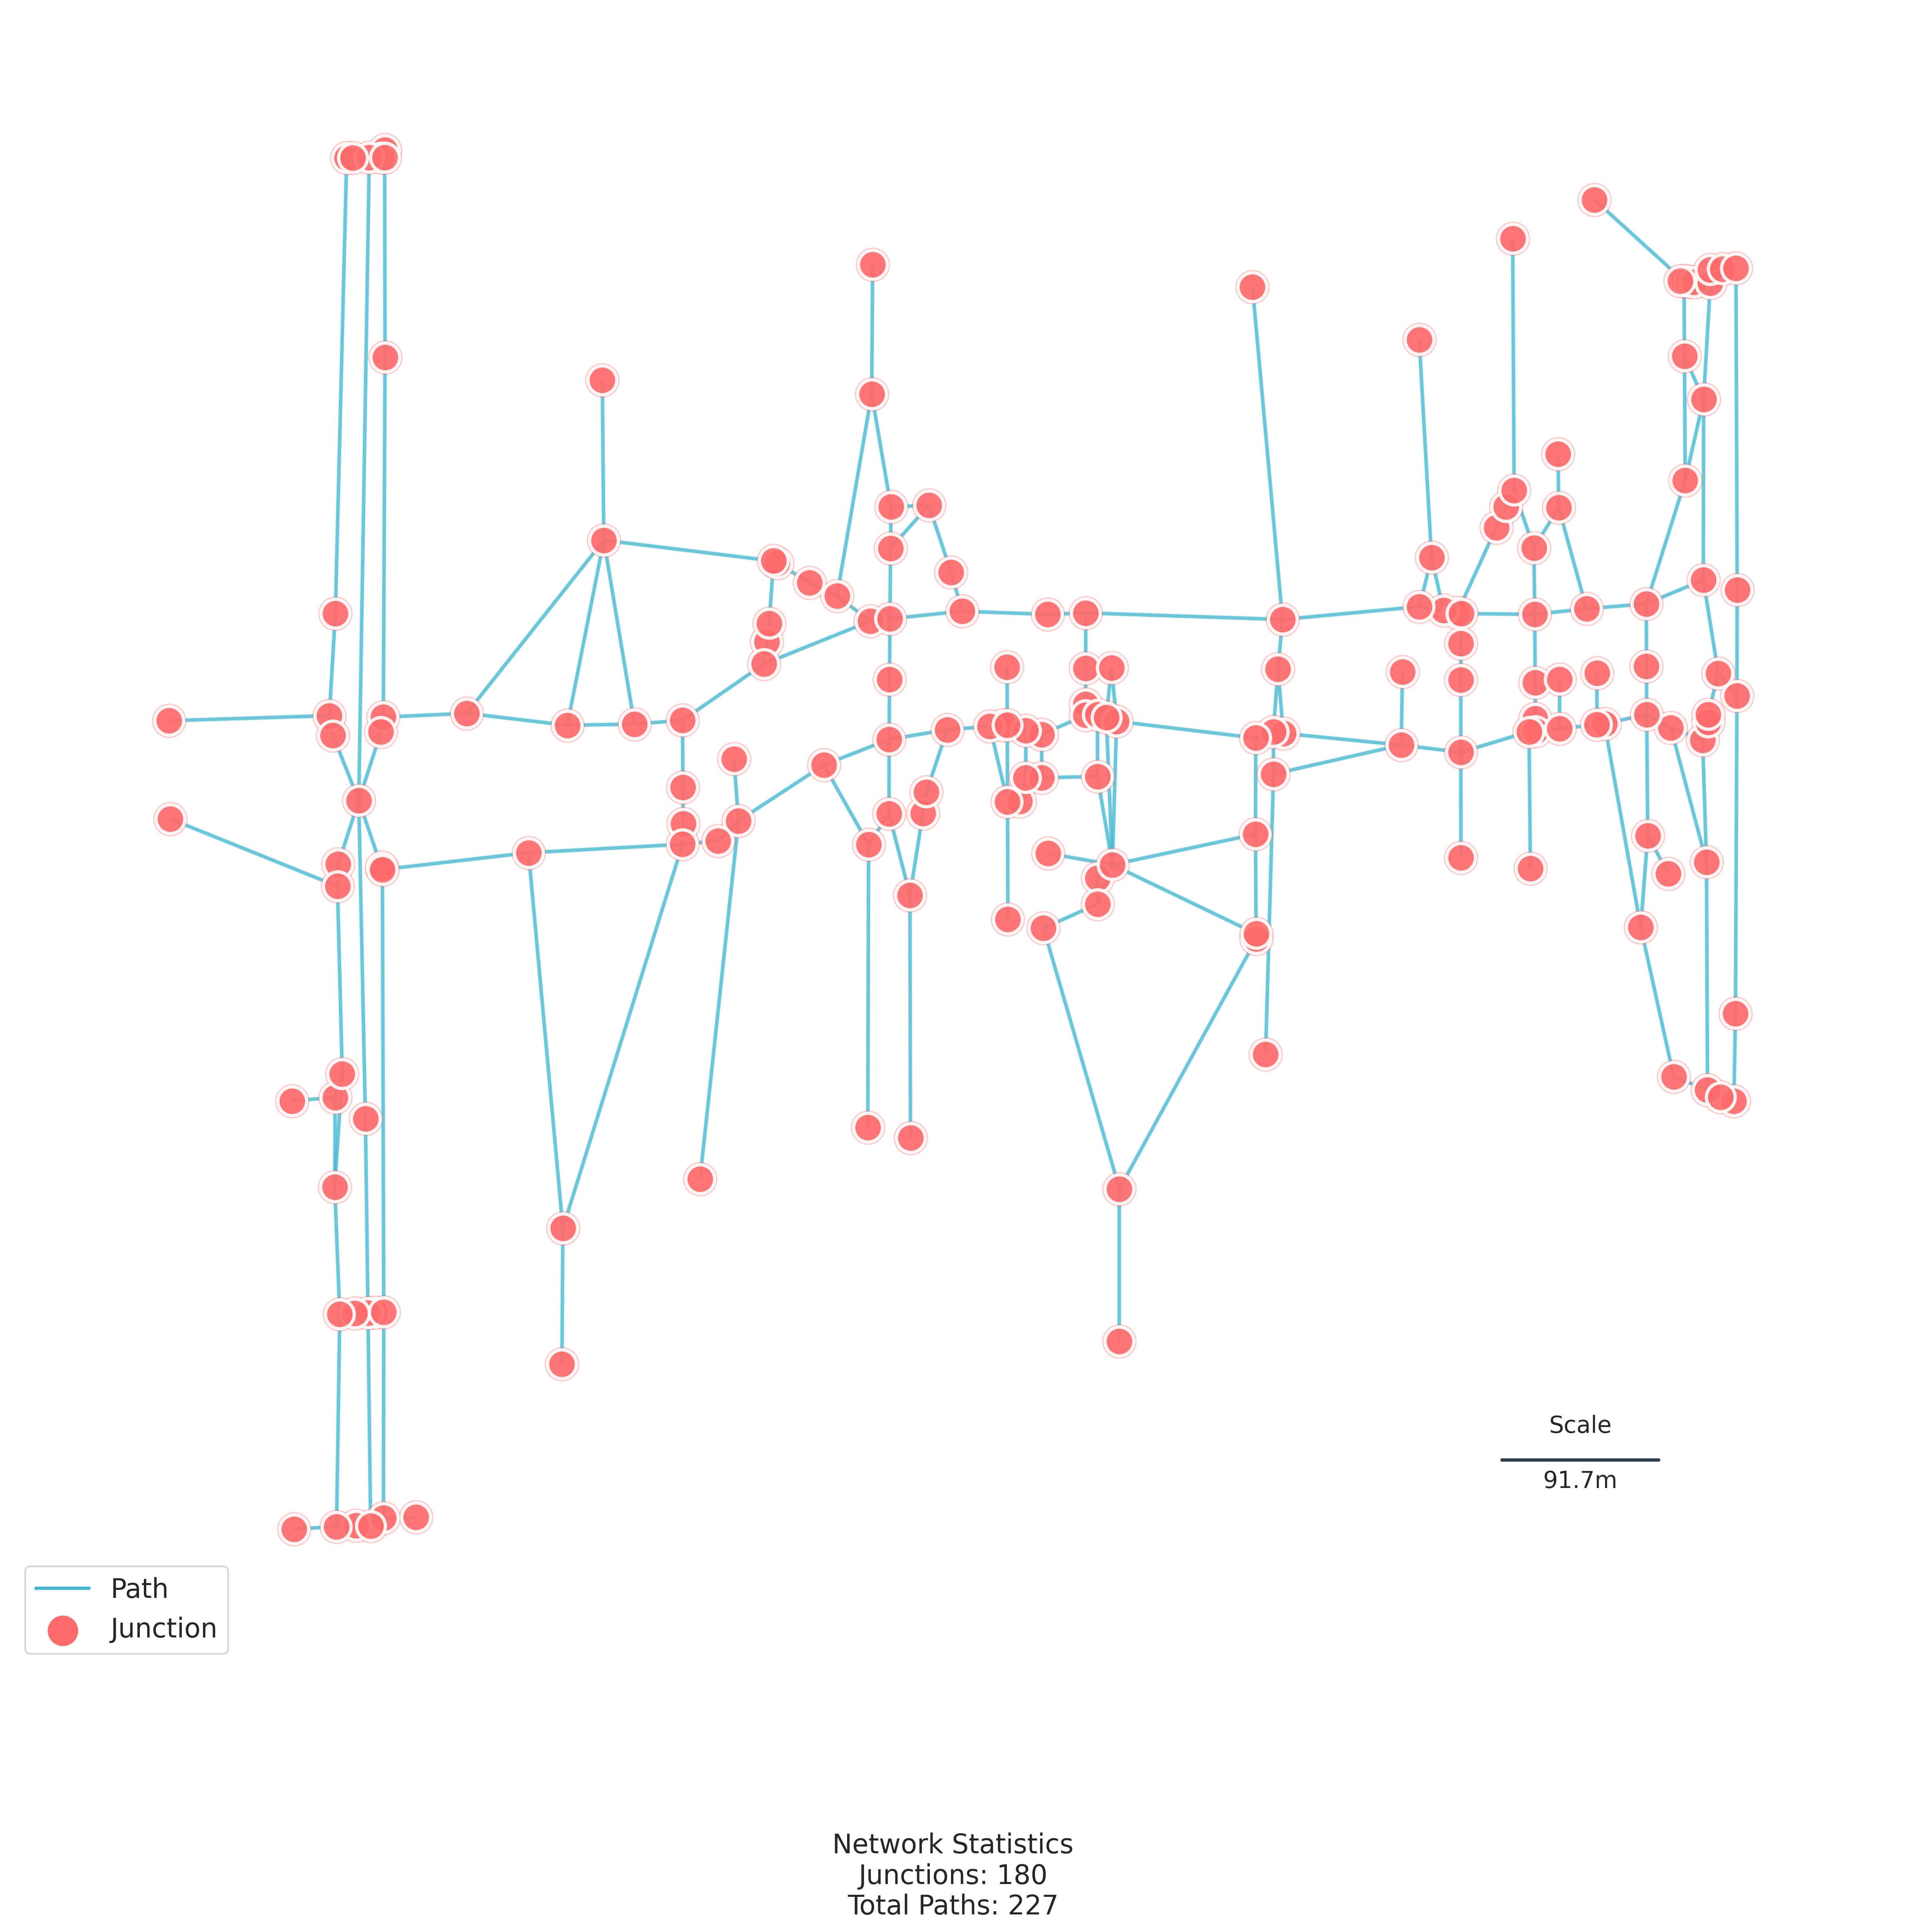 Scale
91.7m
Path
Junction
Network Statistics
Junctions: 180
Total Paths: 227